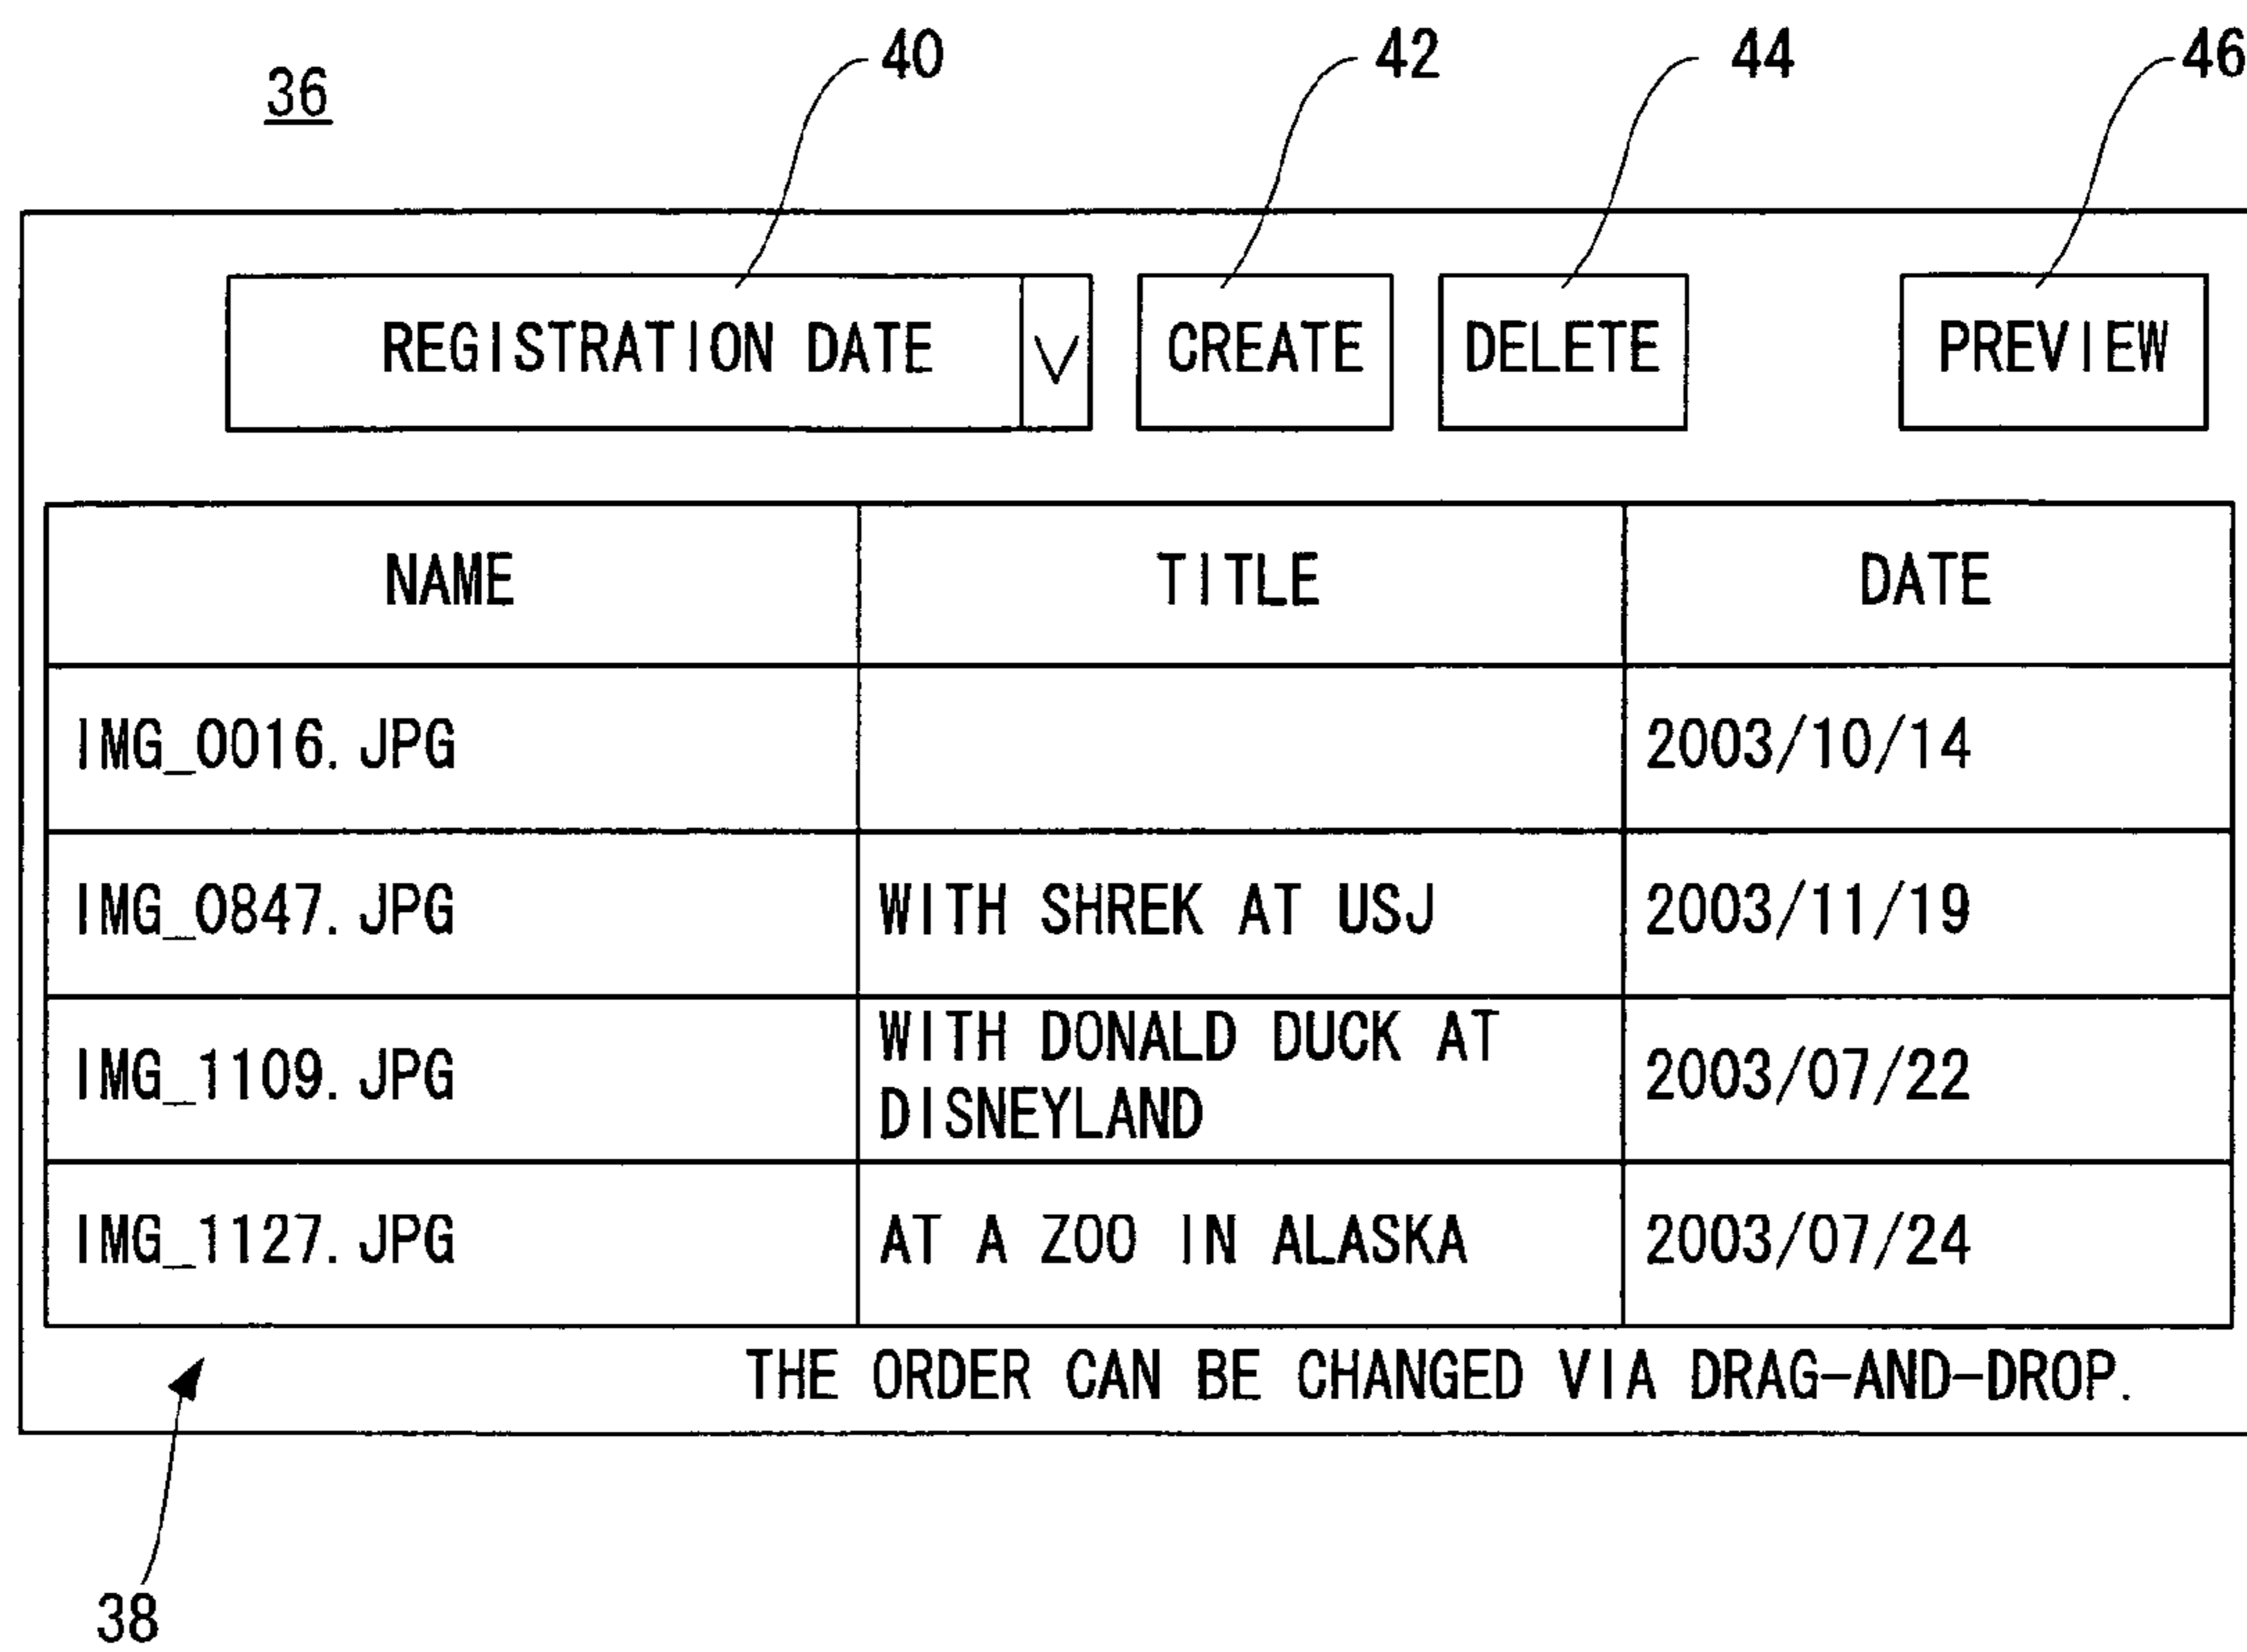 36
40
42
44
46
REGISTRATION DATE V
CREATE
DELETE
PREVIEW
NAME TITLE DATE
IMG_0016.JPG 2003/10/14
IMG_0847.JPG WITH SHREK AT USJ 2003/11/19
IMG_1109.JPG WITH DONALD DUCK AT
DISNEYLAND 2003/07/22
IMG_1127.JPG AT A ZOO IN ALASKA 2003/07/24
THE ORDER CAN BE CHANGED VIA DRAG-AND-DROP.
38